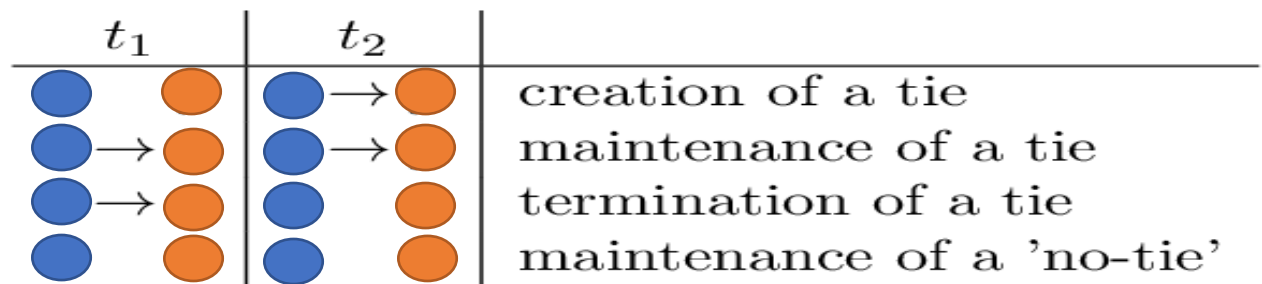 t₁ t₂
creation of a tie
maintenance of a tie
termination of a tie
maintenance of a 'no-tie'